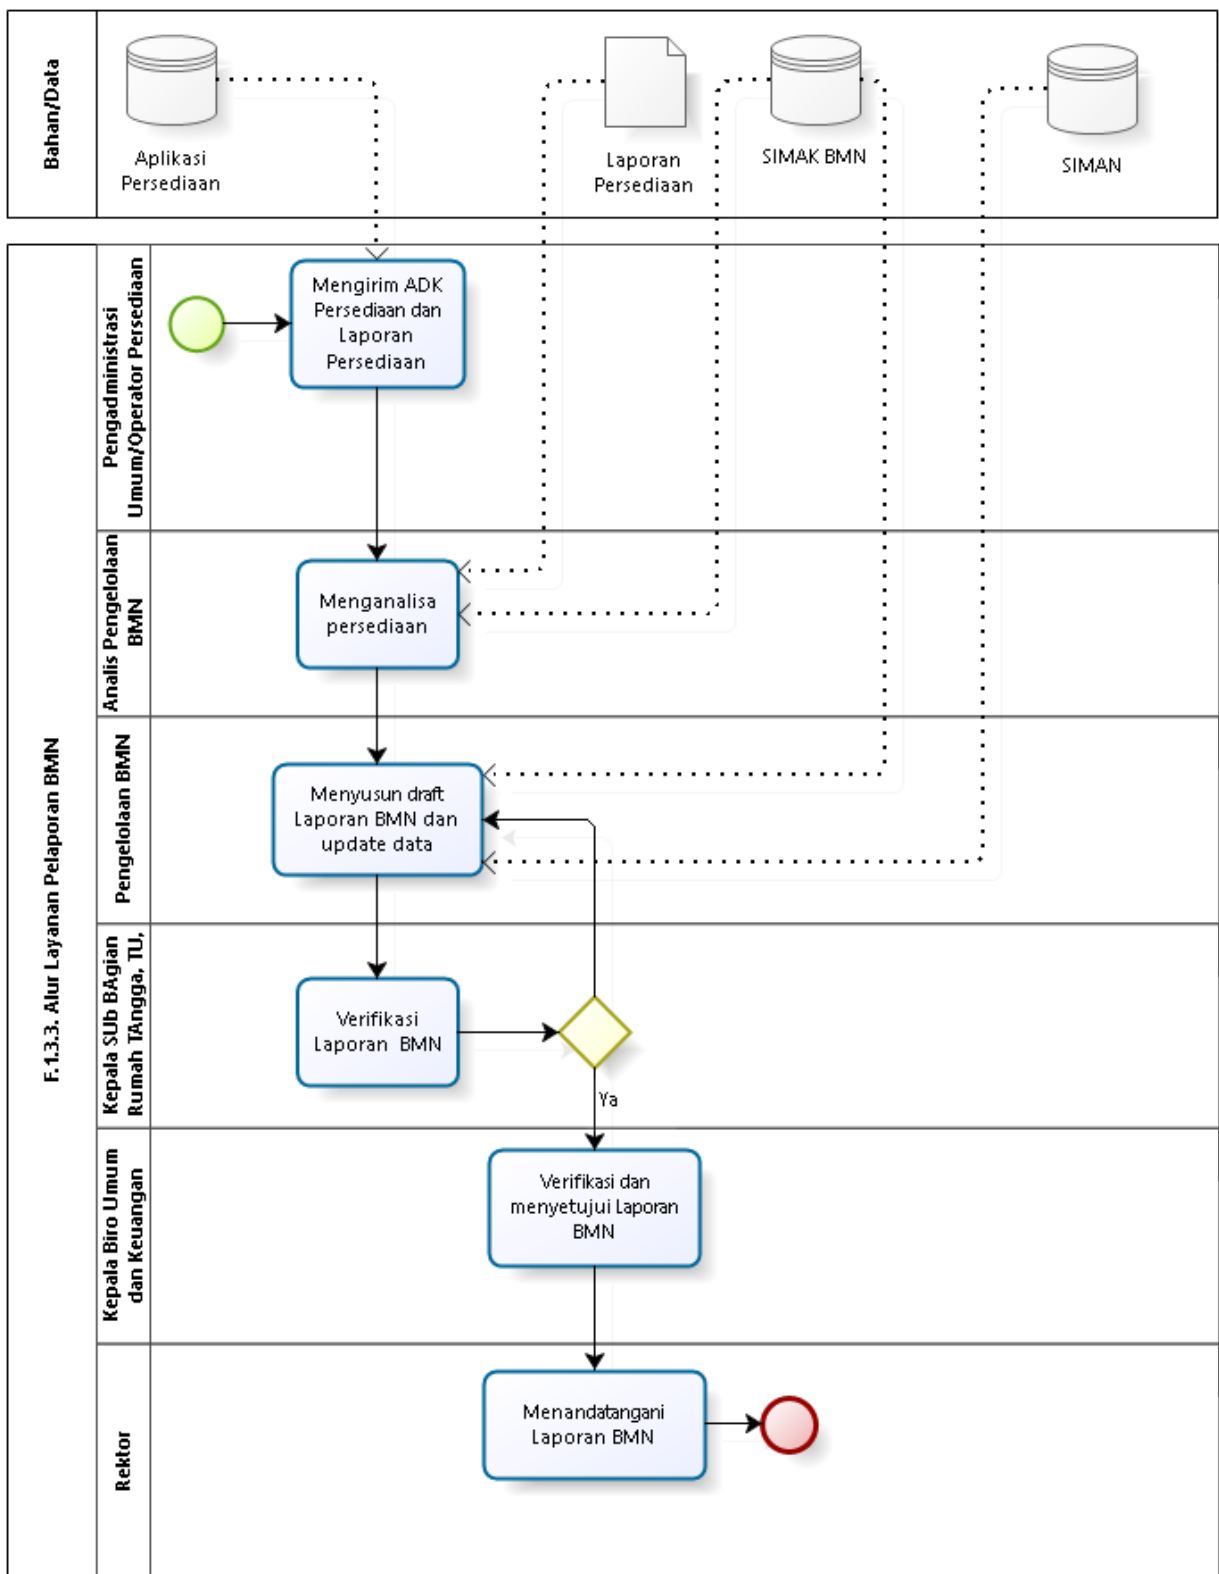 Bahan/Data
Aplikasi
Persediaan
Laporan
Persediaan
SIMAK BMN
SIMAN
F.1.3.3. Alur Layanan Pelaporan BMN
Pengadministrasi
Umum/Operator Persediaan
Mengirim ADK
Persediaan dan
Laporan
Persediaan
Analis Pengelolaan
BMN
Menganalisa
persediaan
Pengelolaan BMN
Menyusun draft
Laporan BMN dan
update data
Kepala SUb BAgian
Rumah TAngga, TU,
Verifikasi
Laporan BMN
Ya
Kepala Biro Umum
dan Keuangan
Verifikasi dan
menyetujui Laporan
BMN
Rektor
Menandatangani
Laporan BMN